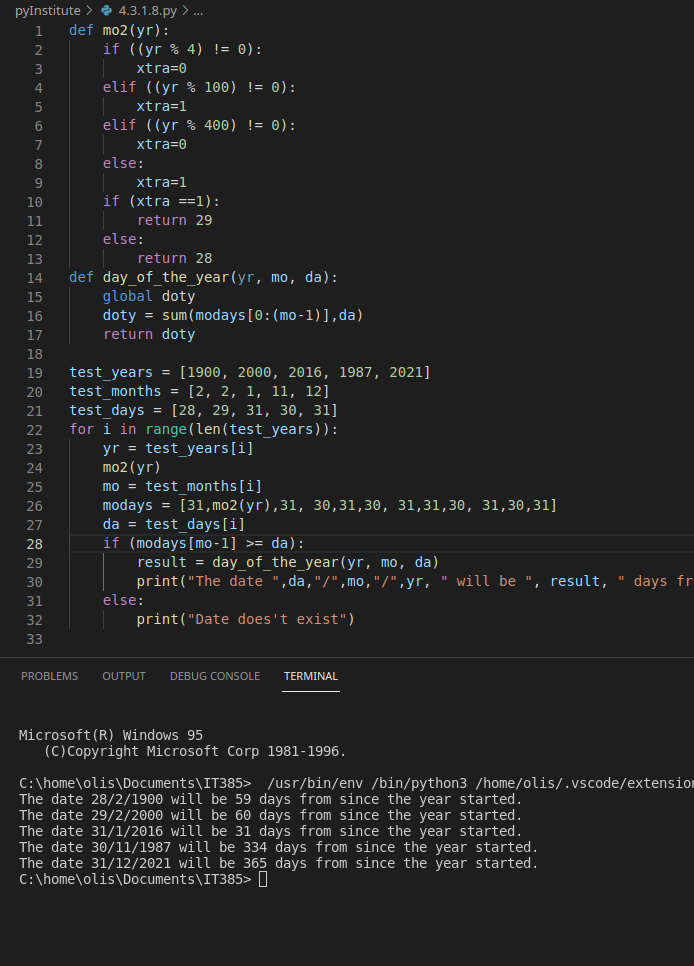 pyInstitute > 4.3.1.8.py > ...
1 def mo2(yr):
2     if ((yr % 4) != 0):
3         xtra=0
4     elif ((yr % 100) != 0):
5         xtra=1
6     elif ((yr % 400) != 0):
7         xtra=0
8     else:
9         xtra=1
10     if (xtra ==1):
11         return 29
12     else:
13         return 28
14 def day_of_the_year(yr, mo, da):
15     global doty
16     doty = sum(modays[0:(mo-1)],da)
17     return doty
18
19 test_years = [1900, 2000, 2016, 1987, 2021]
20 test_months = [2, 2, 1, 11, 12]
21 test_days = [28, 29, 31, 30, 31]
22 for i in range(len(test_years)):
23     yr = test_years[i]
24     mo2(yr)
25     mo = test_months[i]
26     modays = [31,mo2(yr),31, 30,31,30, 31,31,30, 31,30,31]
27     da = test_days[i]
28     if (modays[mo-1] >= da):
29         result = day_of_the_year(yr, mo, da)
30         print("The date ",da,"/",mo,"/",yr, " will be ", result, " days fr
31     else:
32         print("Date does't exist")
33
PROBLEMS OUTPUT DEBUG CONSOLE TERMINAL
Microsoft(R) Windows 95
   (C)Copyright Microsoft Corp 1981-1996.
C:\home\olis\Documents\IT385>  /usr/bin/env /bin/python3 /home/olis/.vscode/extension
The date 28/2/1900 will be 59 days from since the year started.
The date 29/2/2000 will be 60 days from since the year started.
The date 31/1/2016 will be 31 days from since the year started.
The date 30/11/1987 will be 334 days from since the year started.
The date 31/12/2021 will be 365 days from since the year started.
C:\home\olis\Documents\IT385>